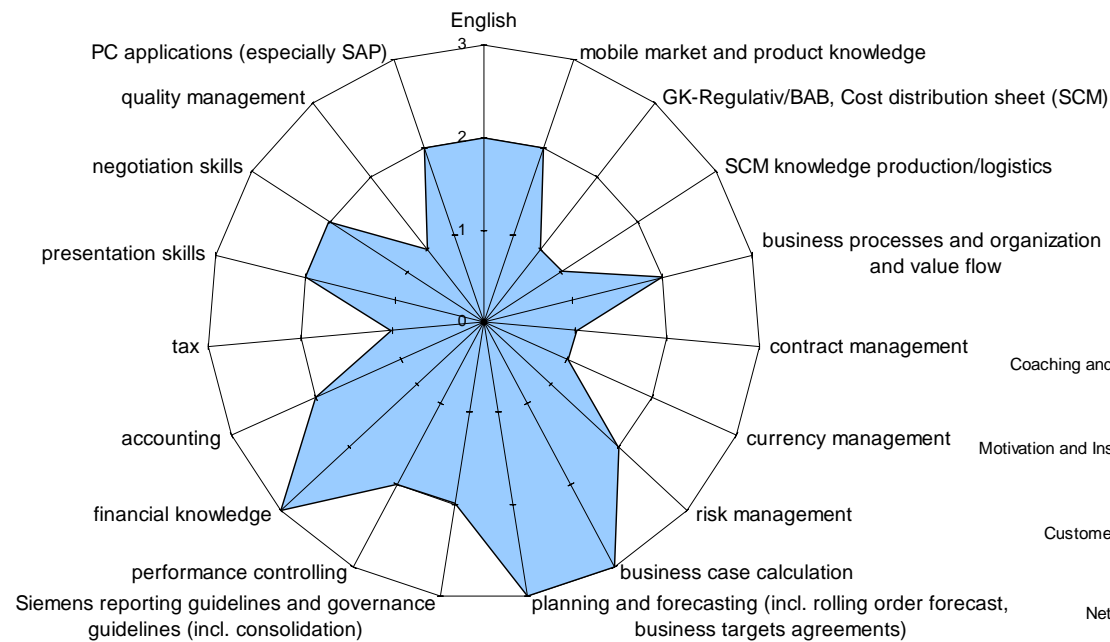 English
3
PC applications (especially SAP)
mobile market and product knowledge
quality management
GK-Regulativ/BAB, Cost distribution sheet (SCM)
2
negotiation skills
SCM knowledge production/logistics
1
presentation skills
business processes and organization
and value flow
0
tax
contract management
Coaching and
accounting
currency management
Motivation and Ins
financial knowledge
risk management
Custome
performance controlling
business case calculation
Siemens reporting guidelines and governance
guidelines (incl. consolidation)
planning and forecasting (incl. rolling order forecast,
business targets agreements)
Net